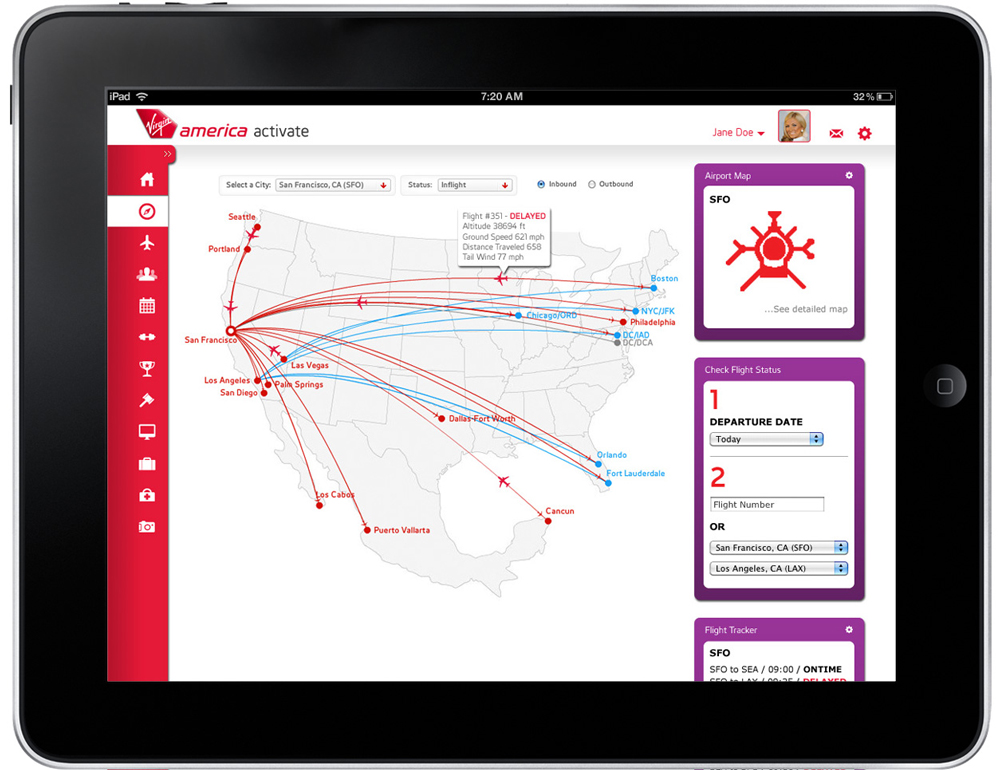 iPad
7:20 AM
32%
Virgin america activate
Jane Doe
Select a City: San Francisco, CA (SFO)
Status: Inflight
Inbound
Outbound
Flight #351 - DELAYED
Altitude 38694 ft
Ground Speed 621 mph
Distance Traveled 658
Tail Wind 77 mph
Seattle
Portland
San Francisco
Las Vegas
Los Angeles
Palm Springs
San Diego
Los Cabos
Puerto Vallarta
Dallas-Fort Worth
Cancun
Boston
NYC/JFK
Chicago/ORD
Philadelphia
DC/IAD
DC/DCA
Orlando
Fort Lauderdale
Airport Map
SFO
...See detailed map
Check Flight Status
1
DEPARTURE DATE
Today
2
Flight Number
OR
San Francisco, CA (SFO)
Los Angeles, CA (LAX)
Flight Tracker
SFO
SFO to SEA / 09:00 / ONTIME
SFO to LAX / 09:25 / DELAYED